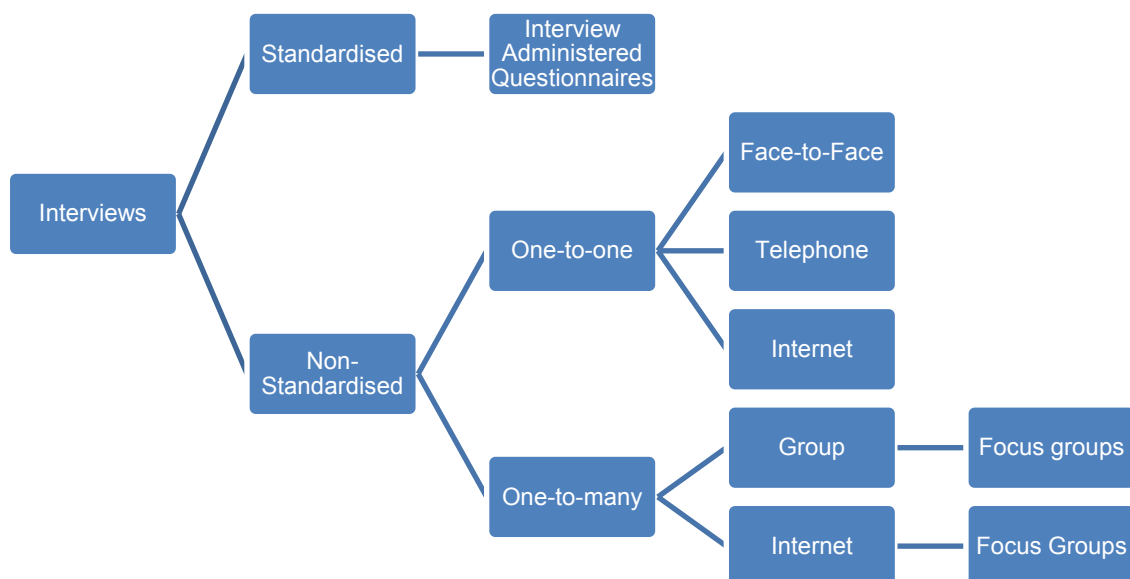 Interviews
Standardised
Interview
Administered
Questionnaires
Non-
Standardised
One-to-one
Face-to-Face
Telephone
Internet
One-to-many
Group
Focus groups
Internet
Focus Groups